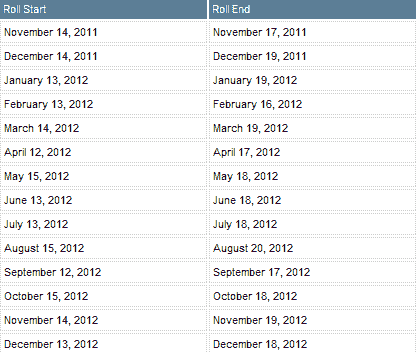 Roll Start Roll End
November 14, 2011 November 17, 2011
December 14, 2011 December 19, 2011
January 13, 2012 January 19, 2012
February 13, 2012 February 16, 2012
March 14, 2012 March 19, 2012
April 12, 2012 April 17, 2012
May 15, 2012 May 18, 2012
June 13, 2012 June 18, 2012
July 13, 2012 July 18, 2012
August 15, 2012 August 20, 2012
September 12, 2012 September 17, 2012
October 15, 2012 October 18, 2012
November 14, 2012 November 19, 2012
December 13, 2012 December 18, 2012